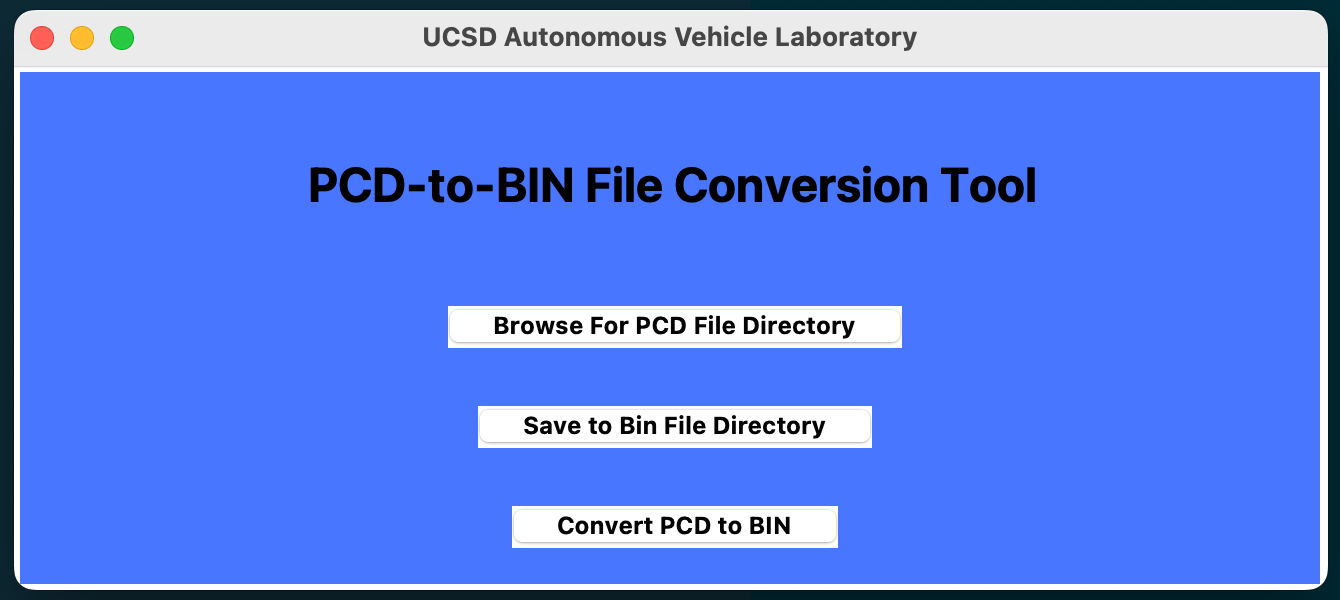 UCSD Autonomous Vehicle Laboratory
PCD-to-BIN File Conversion Tool
Browse For PCD File Directory
Save to Bin File Directory
Convert PCD to BIN